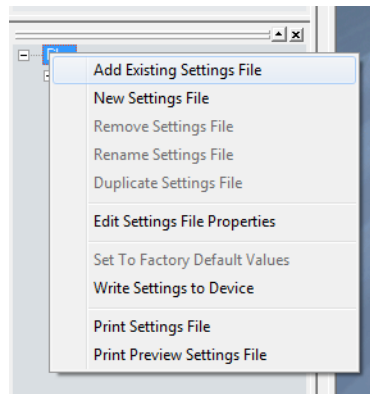 Add Existing Settings File
New Settings File
Remove Settings File
Rename Settings File
Duplicate Settings File
Edit Settings File Properties
Set To Factory Default Values
Write Settings to Device
Print Settings File
Print Preview Settings File